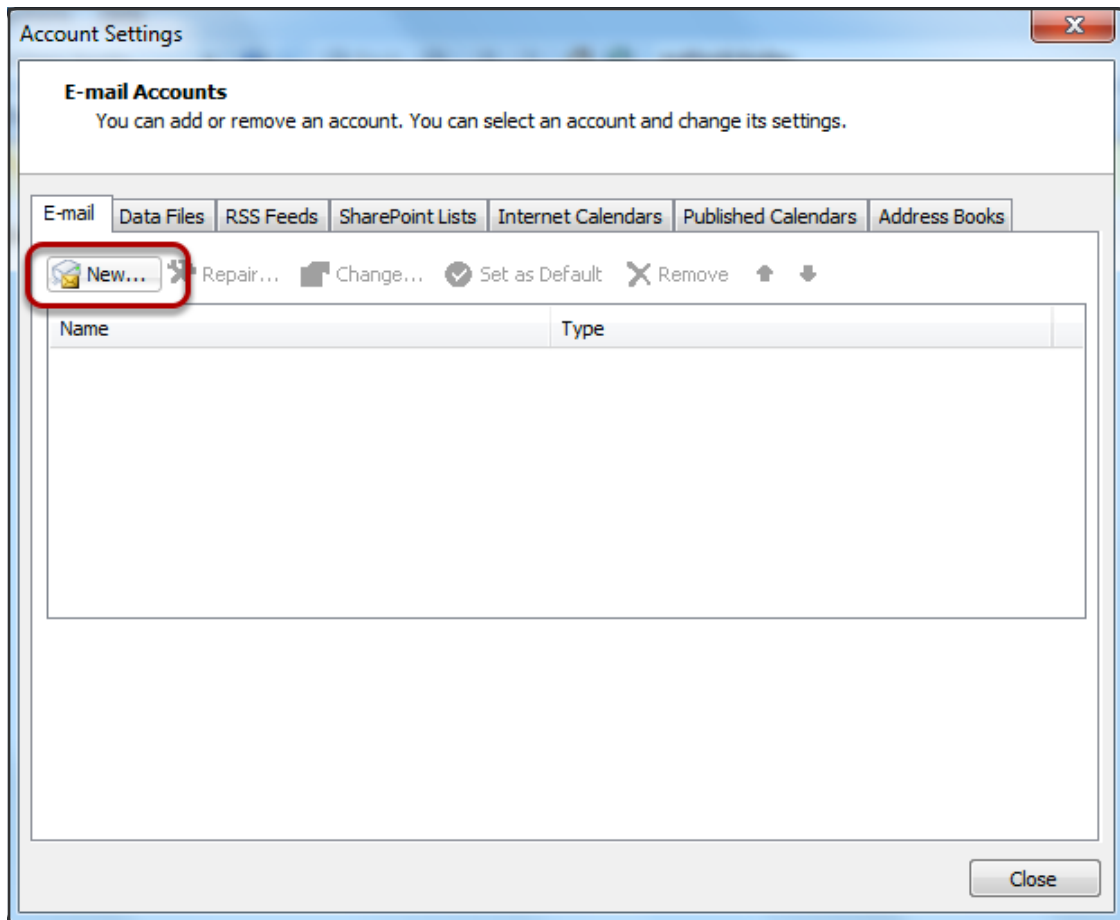 Account Settings
E-mail Accounts
You can add or remove an account. You can select an account and change its settings.
E-mail Data Files RSS Feeds SharePoint Lists Internet Calendars Published Calendars Address Books
New... Repair... Change... Set as Default Remove
Name Type
Close